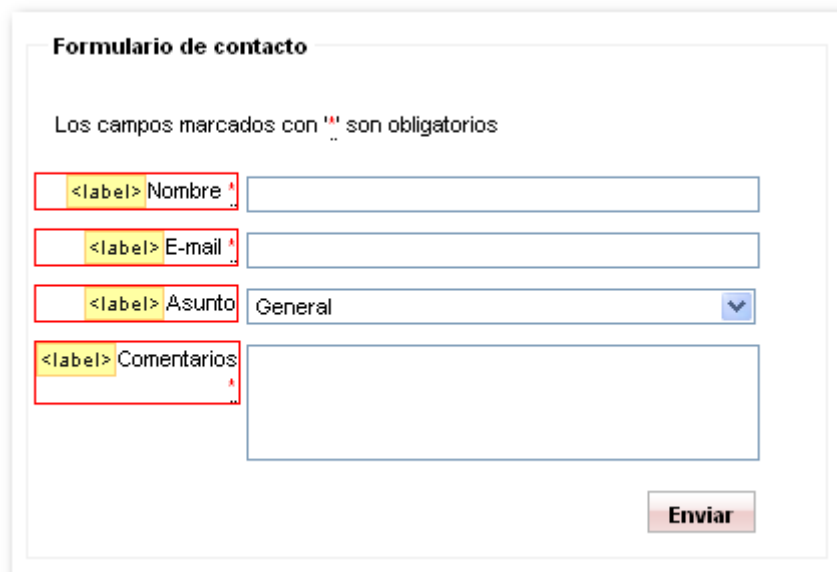 Formulario de contacto
Los campos marcados con '*' son obligatorios
<label> Nombre *
<label> E-mail *
<label> Asunto General
<label> Comentarios
*
Enviar